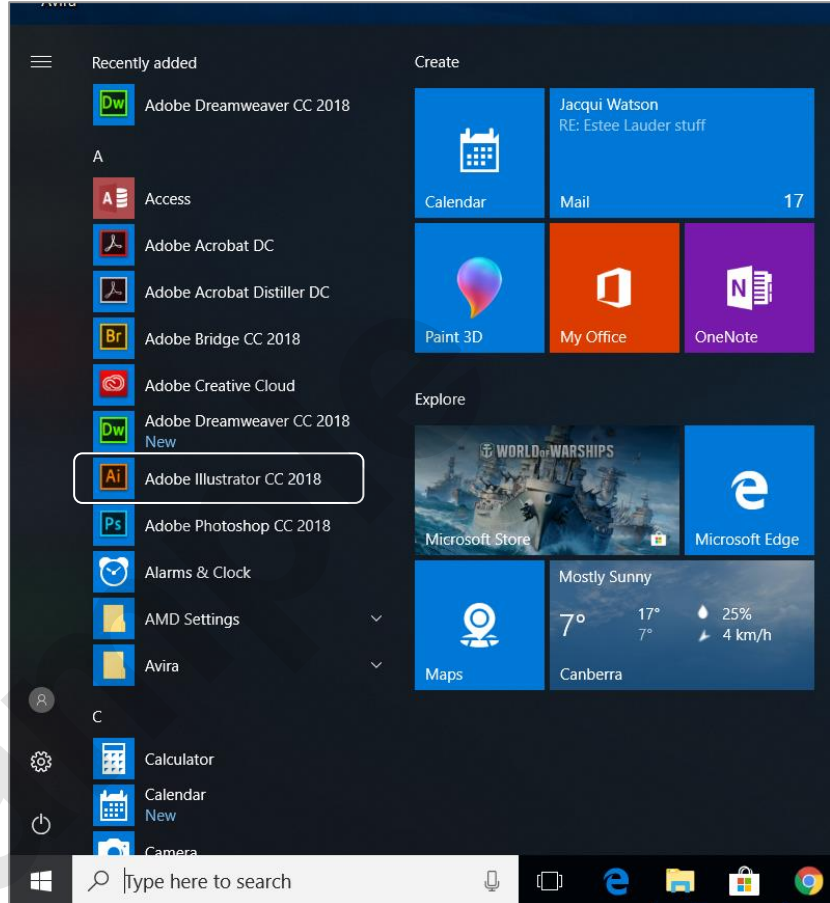 Avira
Recently added
Dw Adobe Dreamweaver CC 2018
A
A Access
Adobe Acrobat DC
Adobe Acrobat Distiller DC
Br Adobe Bridge CC 2018
Adobe Creative Cloud
Dw Adobe Dreamweaver CC 2018
New
Ai Adobe Illustrator CC 2018
Ps Adobe Photoshop CC 2018
Alarms & Clock
AMD Settings
Avira
C
Calculator
Calendar
New
Camera
Type here to search
Create
Calendar
Jacqui Watson
RE: Estee Lauder stuff
Mail 17
Paint 3D
My Office
N
OneNote
Explore
WORLD OF WARSHIPS
Microsoft Store
Microsoft Edge
Maps
Mostly Sunny
7° 17° 25%
7° 4 km/h
Canberra